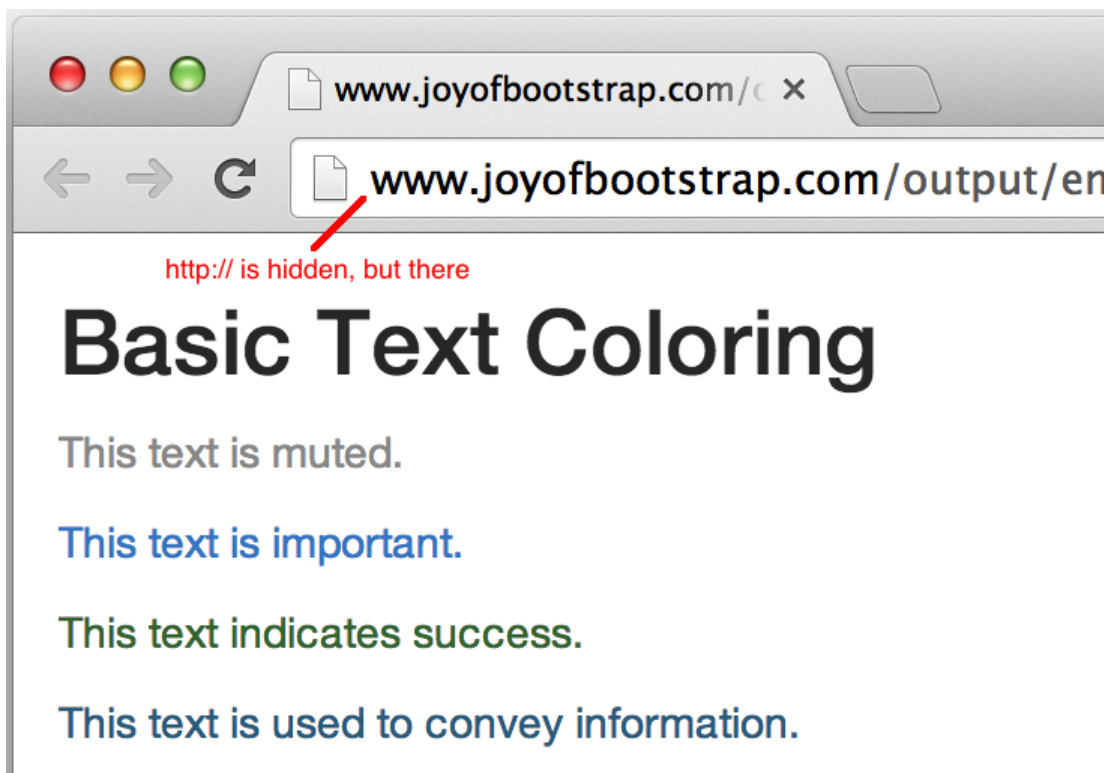 www.joyofbootstrap.com/
www.joyofbootstrap.com/output/en
http:// is hidden, but there
Basic Text Coloring
This text is muted.
This text is important.
This text indicates success.
This text is used to convey information.